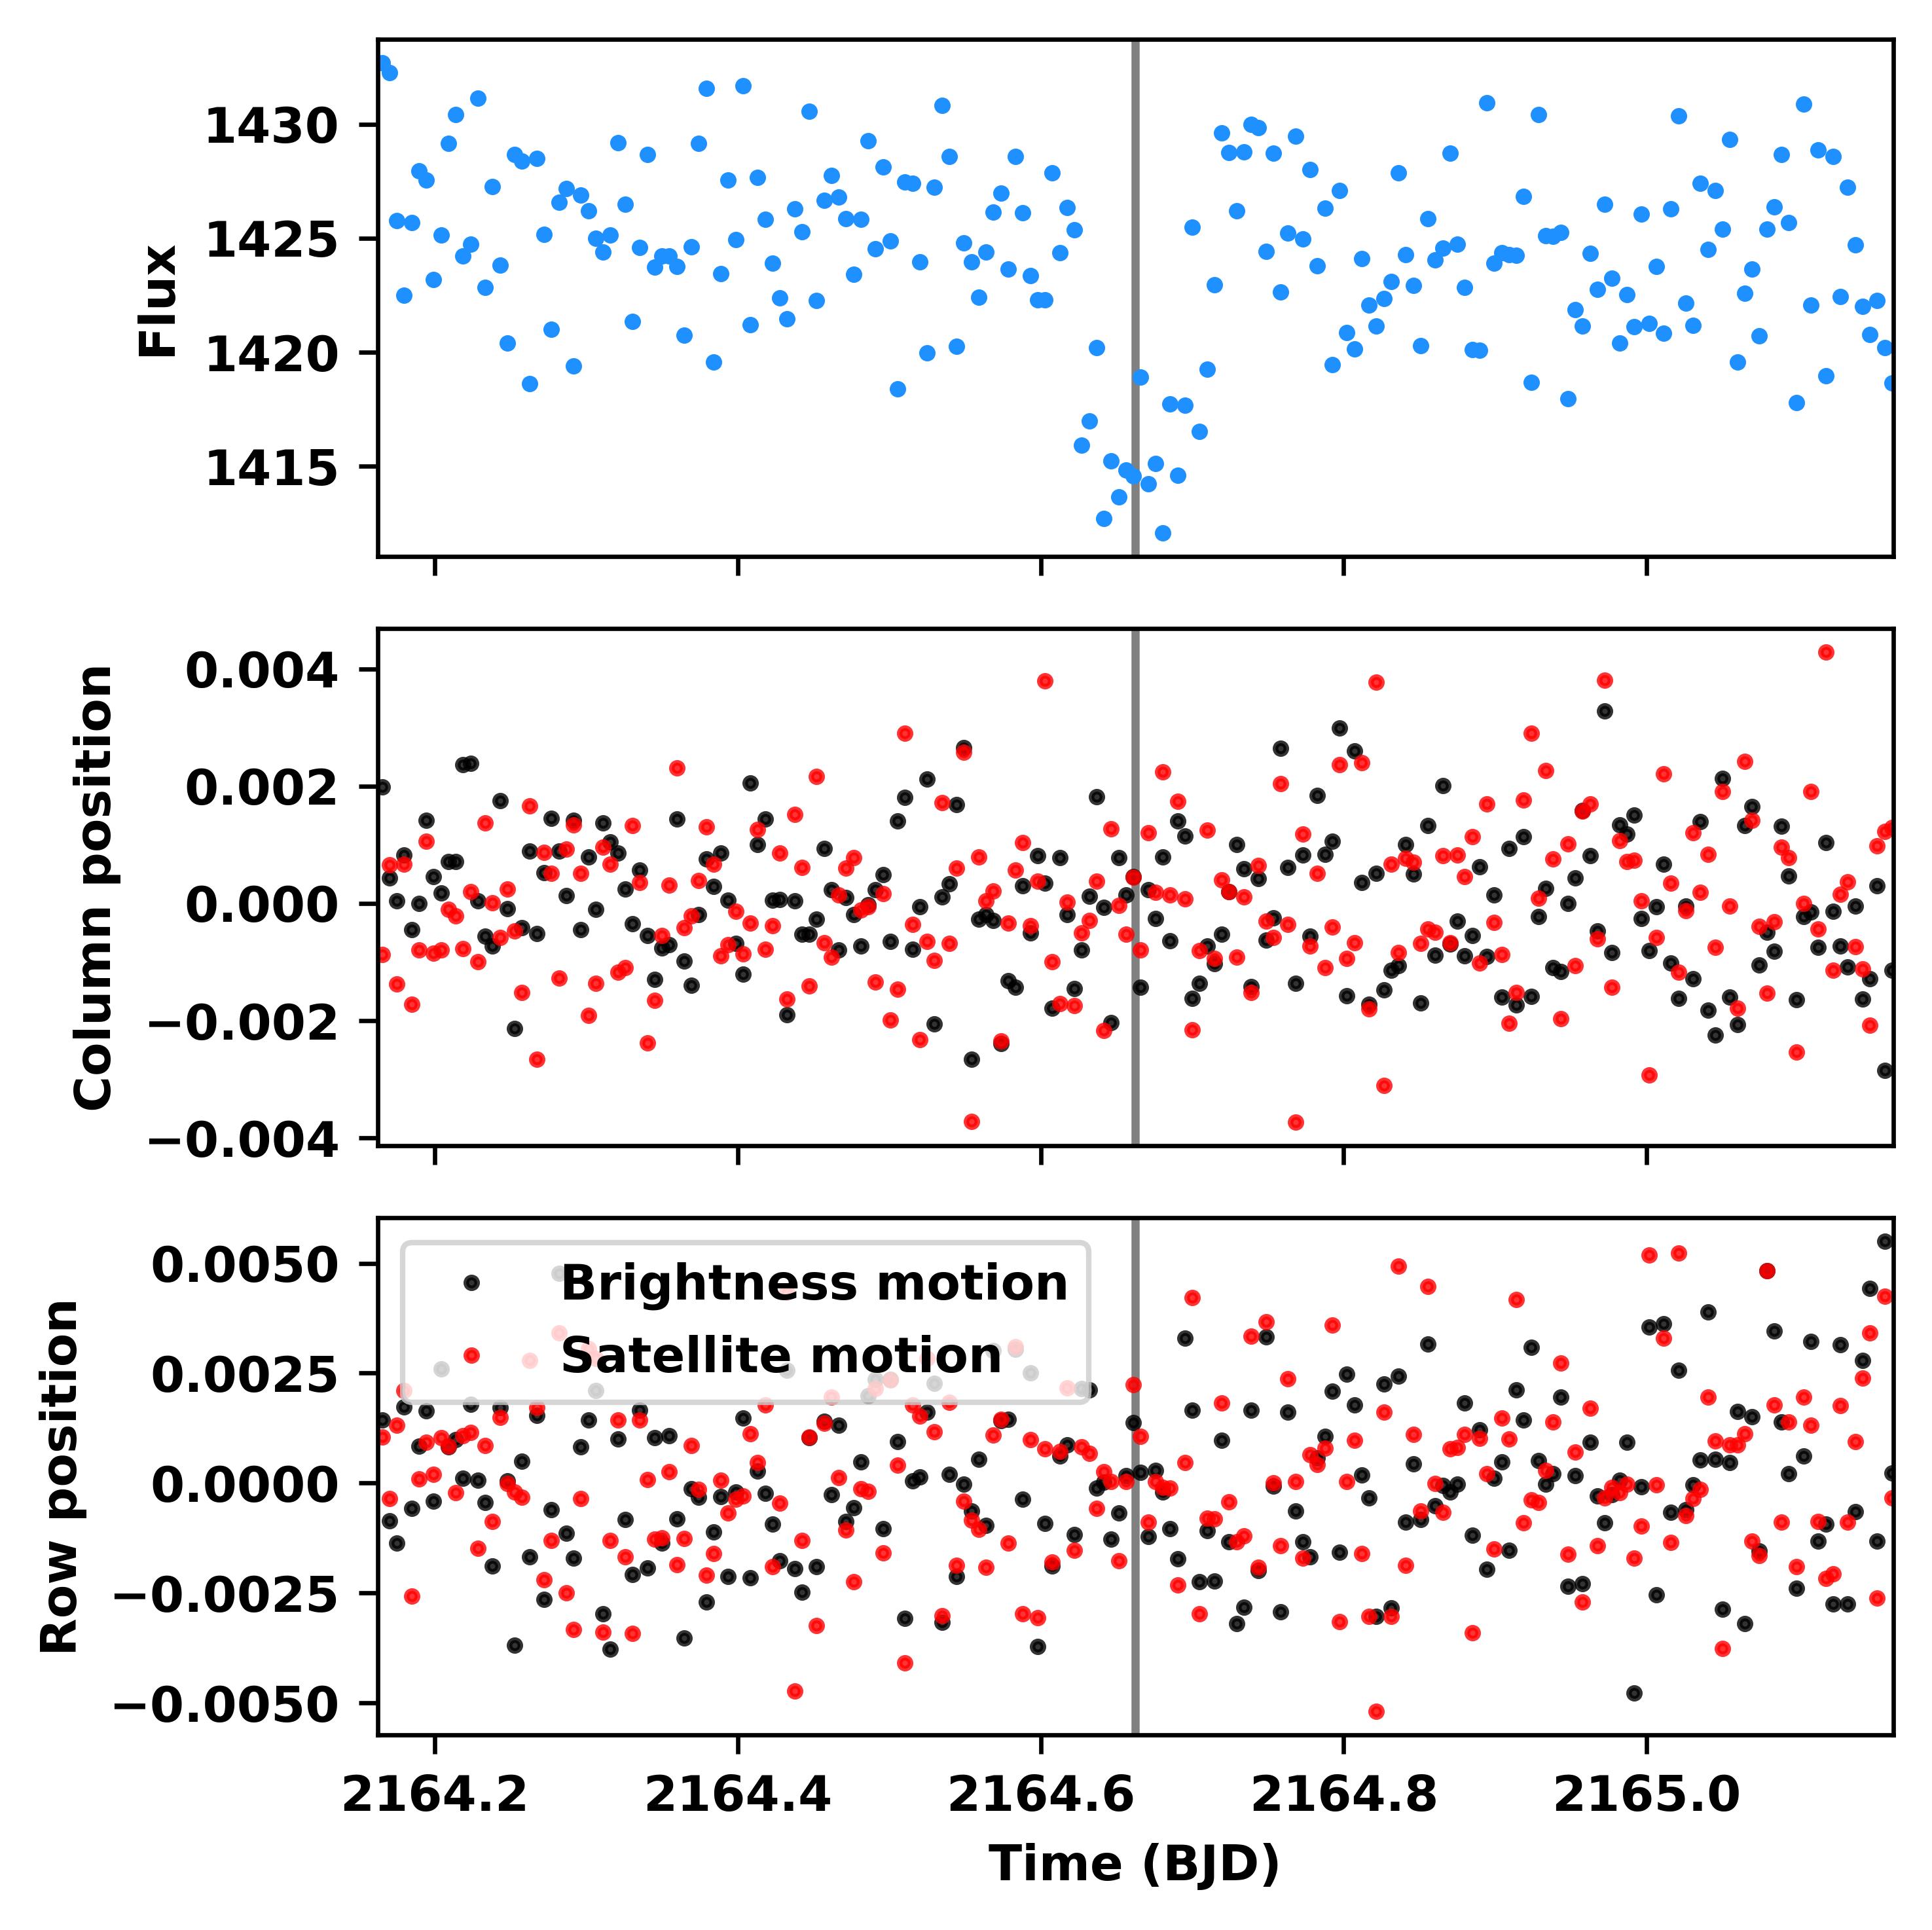 Flux
1430
1425
1420
1415
Column position
0.004
0.002
0.000
−0.002
−0.004
Row position
0.0050
0.0025
0.0000
−0.0025
−0.0050
Brightness motion
Satellite motion
2164.2 2164.4 2164.6 2164.8 2165.0
Time (BJD)